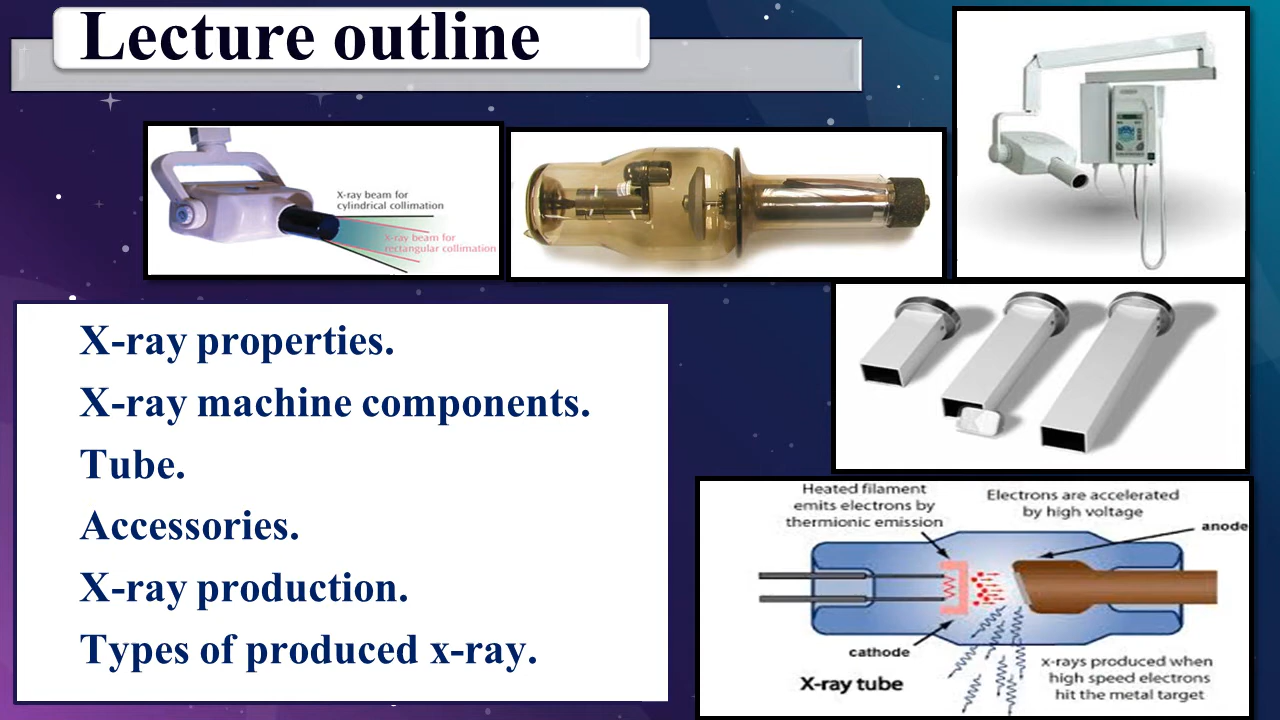 Lecture outline
X-ray beam for
cylindrical collimation
X-ray beam for
rectangular collimation
X-ray properties.
X-ray machine components.
Tube.
Accessories.
X-ray production.
Types of produced x-ray.
Heated filament
emits electrons by
thermionic emission
Electrons are accelerated
by high voltage
anode
cathode
X-ray tube
x-rays produced when
high speed electrons
hit the metal target